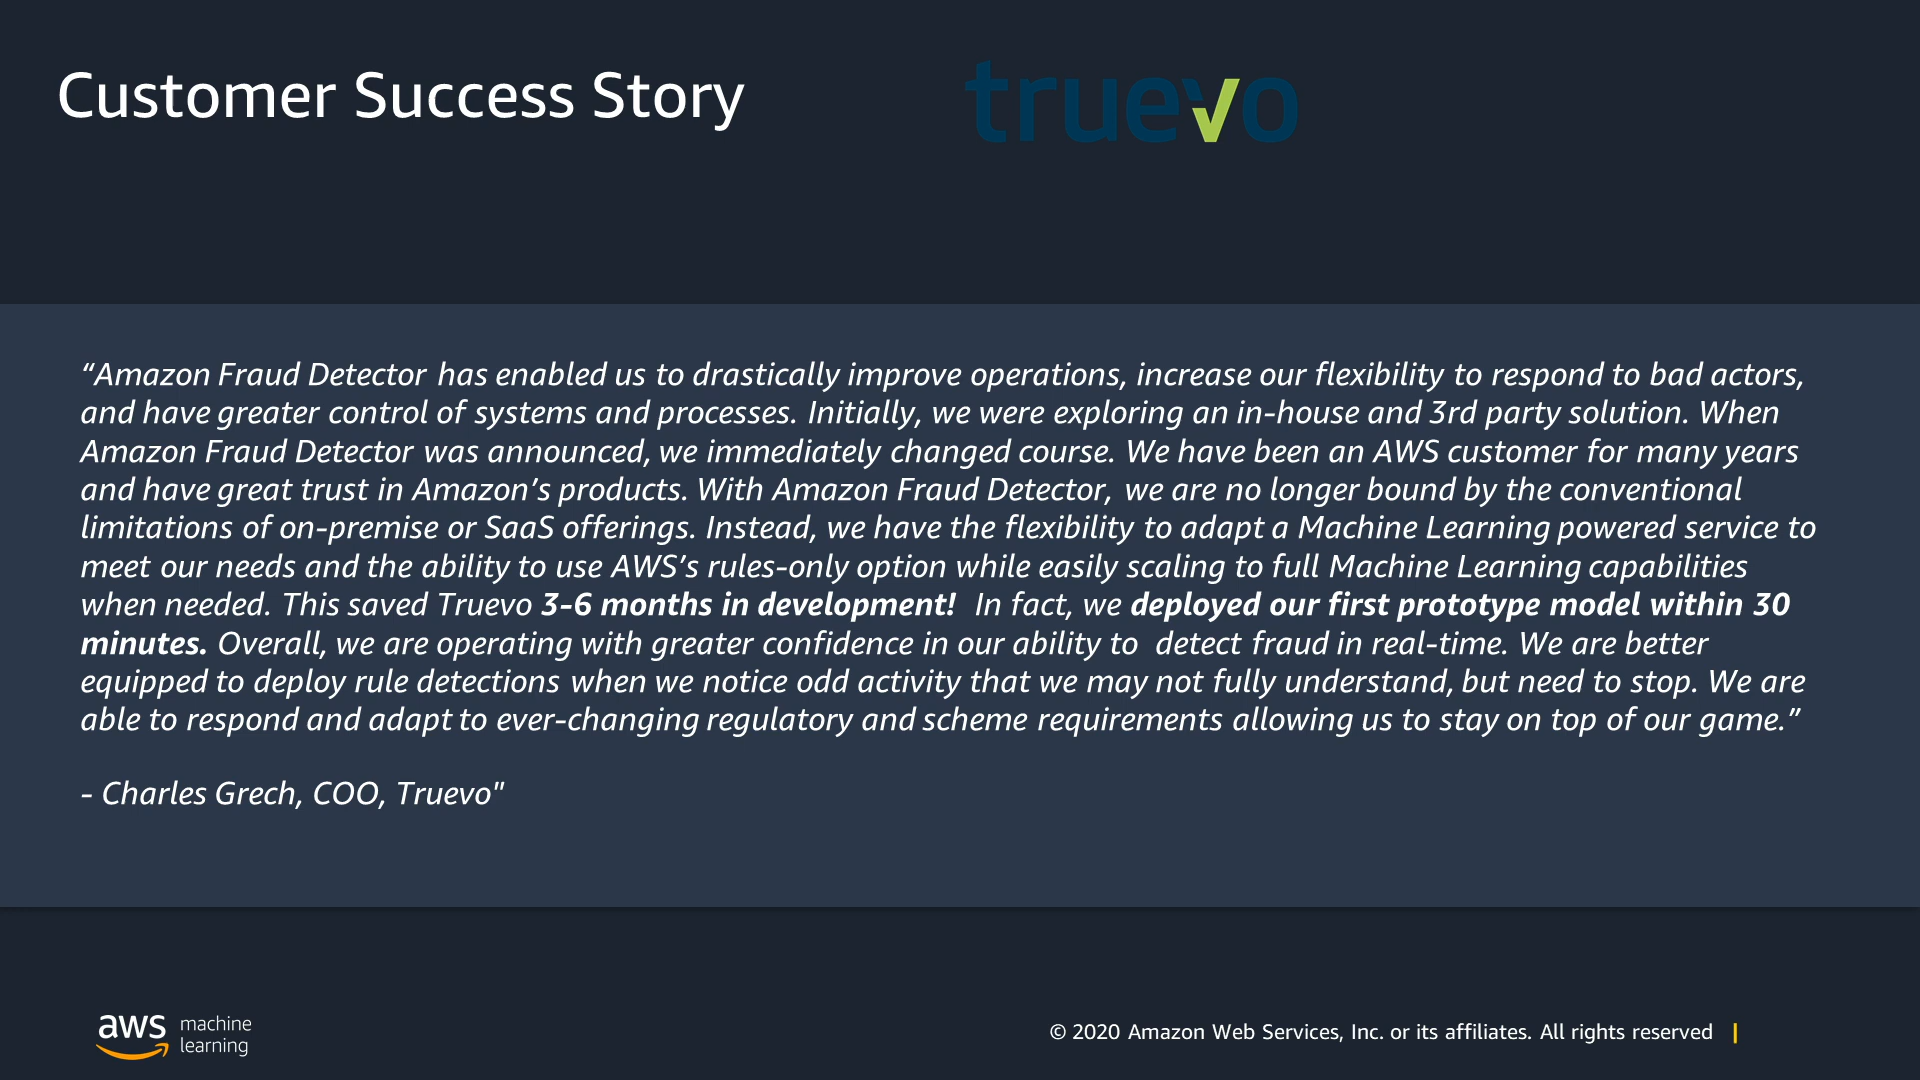 Customer Success Story
truevo
“Amazon Fraud Detector has enabled us to drastically improve operations, increase our flexibility to respond to bad actors,
and have greater control of systems and processes. Initially, we were exploring an in-house and 3rd party solution. When
Amazon Fraud Detector was announced, we immediately changed course. We have been an AWS customer for many years
and have great trust in Amazon’s products. With Amazon Fraud Detector, we are no longer bound by the conventional
limitations of on-premise or SaaS offerings. Instead, we have the flexibility to adapt a Machine Learning powered service to
meet our needs and the ability to use AWS’s rules-only option while easily scaling to full Machine Learning capabilities
when needed. This saved Truevo 3-6 months in development! In fact, we deployed our first prototype model within 30
minutes. Overall, we are operating with greater confidence in our ability to detect fraud in real-time. We are better
equipped to deploy rule detections when we notice odd activity that we may not fully understand, but need to stop. We are
able to respond and adapt to ever-changing regulatory and scheme requirements allowing us to stay on top of our game.”
- Charles Grech, COO, Truevo"
aws machine learning
© 2020 Amazon Web Services, Inc. or its affiliates. All rights reserved |